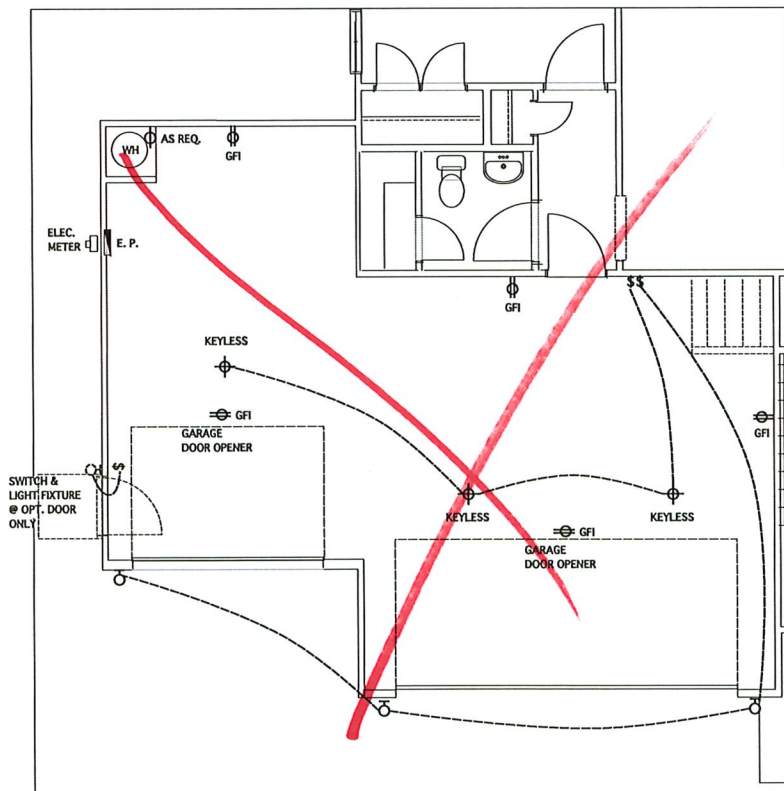 WH
AS REQ.
GFI
ELEC.
METER
E. P.
GFI
$$
KEYLESS
GFI
GARAGE
DOOR OPENER
GFI
$
SWITCH &
LIGHT FIXTURE
@ OPT. DOOR
ONLY
KEYLESS
KEYLESS
GFI
GARAGE
DOOR OPENER